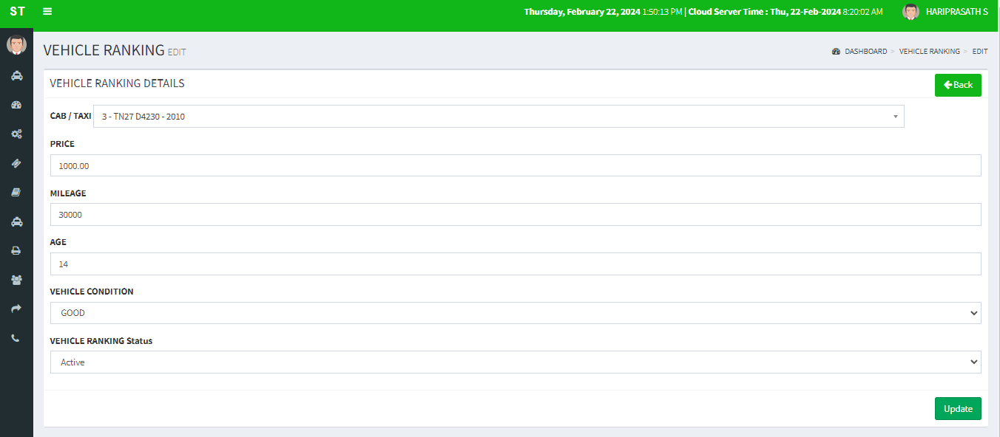 ST
Thursday, February 22, 2024 1:50:13 PM | Cloud Server Time : Thu, 22-Feb-2024 8:20:02 AM
HARIPRASATH S
VEHICLE RANKING EDIT
DASHBOARD > VEHICLE RANKING > EDIT
VEHICLE RANKING DETAILS
Back
CAB / TAXI
3 - TN27 D4230 - 2010
PRICE
1000.00
MILEAGE
30000
AGE
14
VEHICLE CONDITION
GOOD
VEHICLE RANKING Status
Active
Update